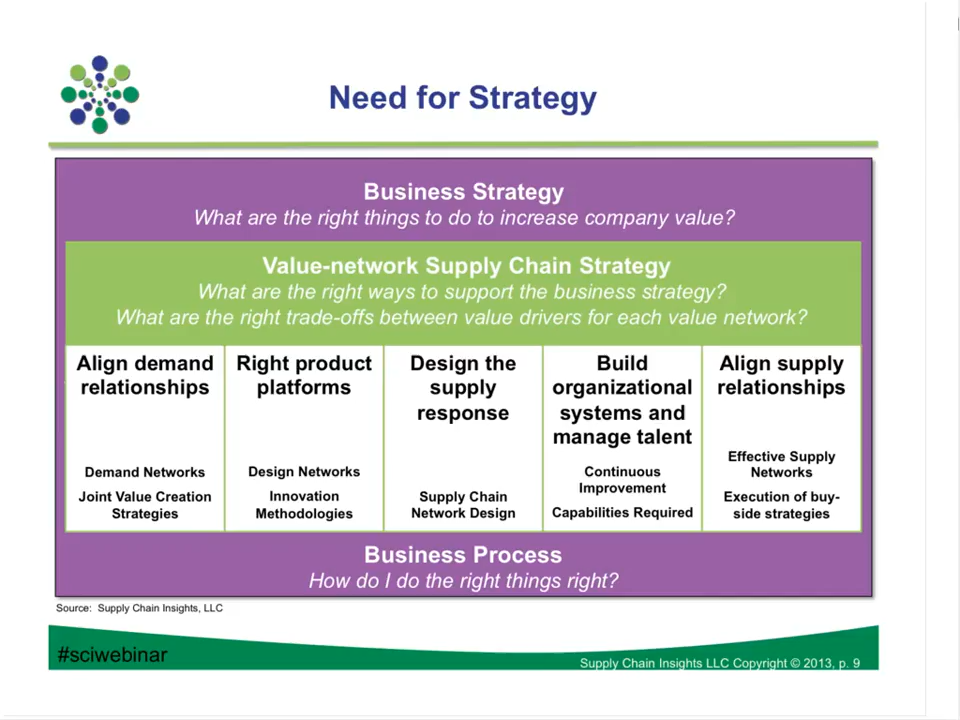 Need for Strategy
Business Strategy
What are the right things to do to increase company value?
Value-network Supply Chain Strategy
What are the right ways to support the business strategy?
What are the right trade-offs between value drivers for each value network?
Align demand
relationships
Demand Networks
Joint Value Creation
Strategies
Right product
platforms
Design Networks
Innovation
Methodologies
Design the
supply
response
Supply Chain
Network Design
Build
organizational
systems and
manage talent
Continuous
Improvement
Capabilities Required
Align supply
relationships
Effective Supply
Networks
Execution of buy-
side strategies
Business Process
How do I do the right things right?
Source:  Supply Chain Insights, LLC
#sciwebinar
Supply Chain Insights LLC Copyright © 2013, p. 9